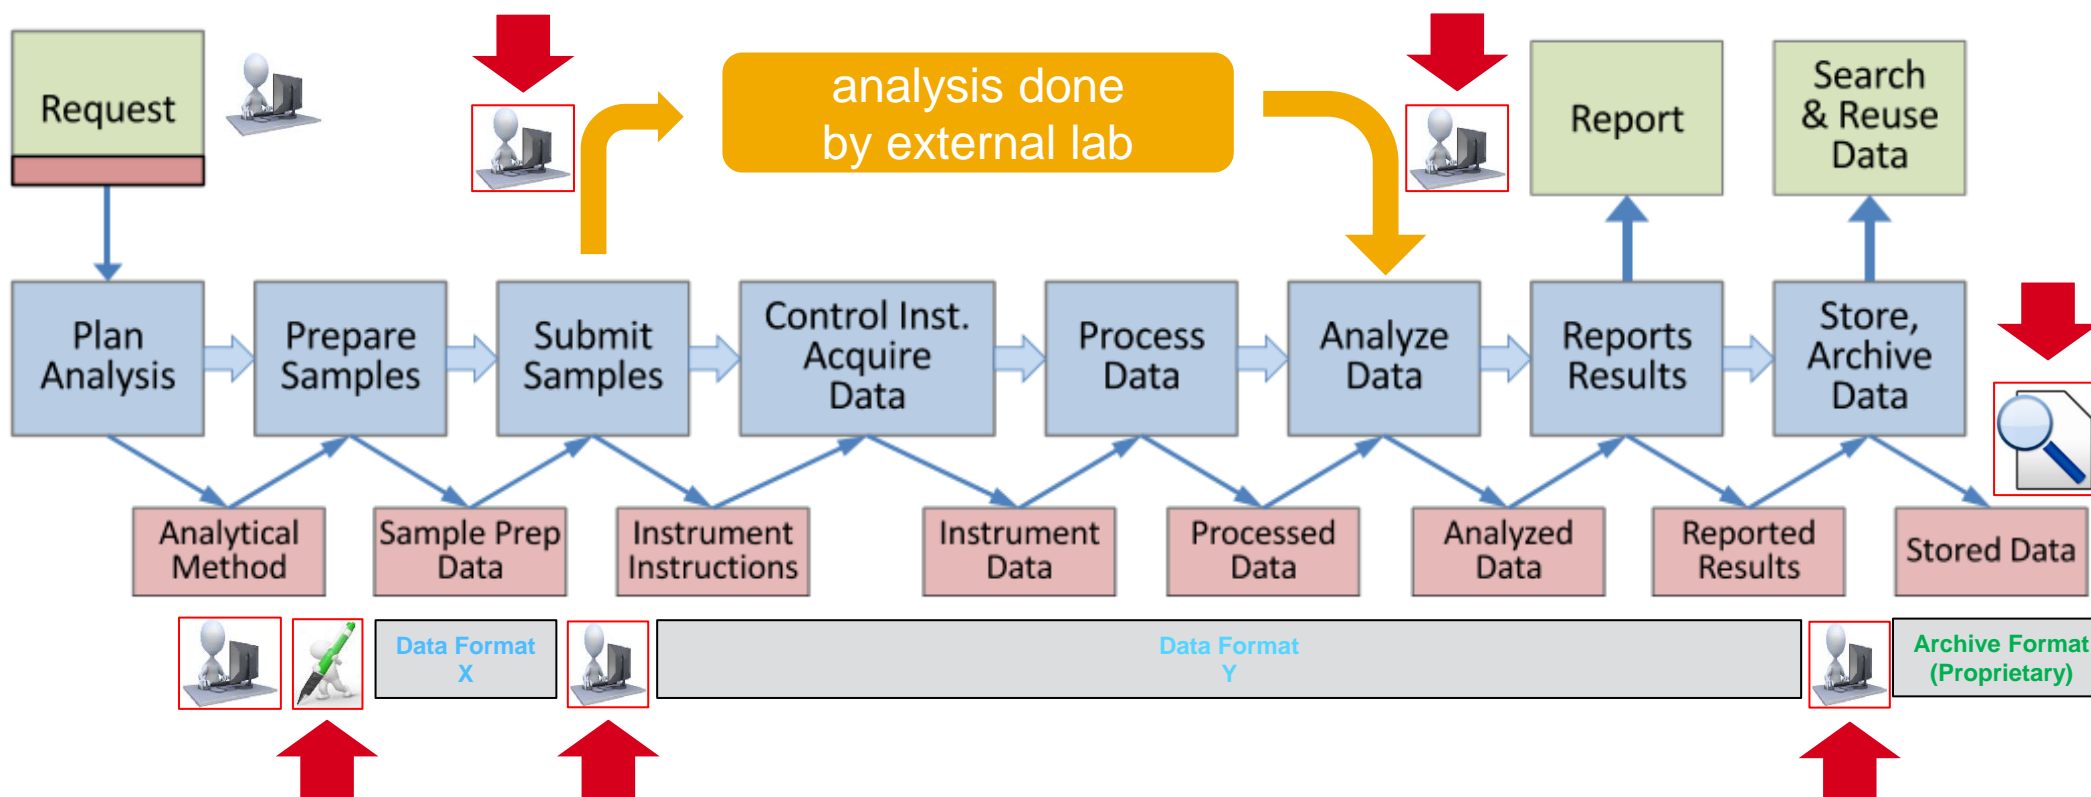 Request
analysis done
by external lab
Report
Search
& Reuse
Data
Plan
Analysis
Prepare
Samples
Submit
Samples
Control Inst.
Acquire
Data
Process
Data
Analyze
Data
Reports
Results
Store,
Archive
Data
Analytical
Method
Sample Prep
Data
Instrument
Instructions
Instrument
Data
Processed
Data
Analyzed
Data
Reported
Results
Stored Data
Data Format
X
Data Format
Y
Archive Format
(Proprietary)